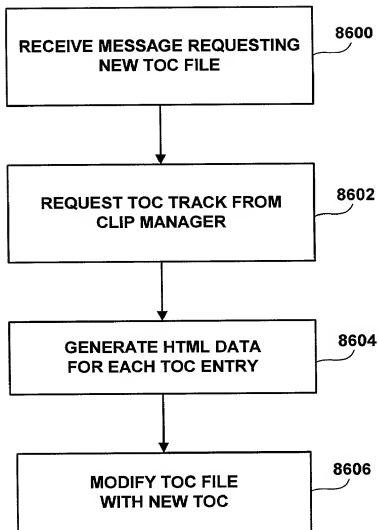 RECEIVE MESSAGE REQUESTING
NEW TOC FILE
8600
REQUEST TOC TRACK FROM
CLIP MANAGER
8602
GENERATE HTML DATA
FOR EACH TOC ENTRY
8604
MODIFY TOC FILE
WITH NEW TOC
8606